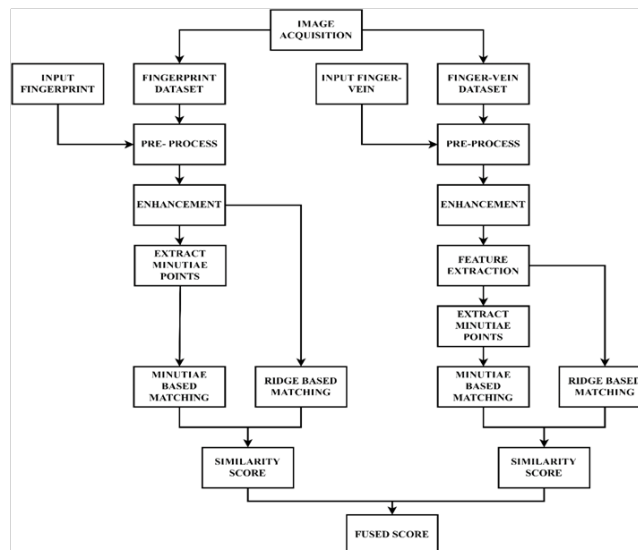 IMAGE
ACQUISITION
INPUT
FINGERPRINT
FINGERPRINT
DATASET
INPUT FINGER-
VEIN
FINGER-VEIN
DATASET
PRE- PROCESS
PRE-PROCESS
ENHANCEMENT
ENHANCEMENT
EXTRACT
MINUTIAE
POINTS
FEATURE
EXTRACTION
EXTRACT
MINUTIAE
POINTS
MINUTIAE
BASED
MATCHING
RIDGE BASED
MATCHING
MINUTIAE
BASED
MATCHING
RIDGE BASED
MATCHING
SIMILARITY
SCORE
SIMILARITY
SCORE
FUSED SCORE